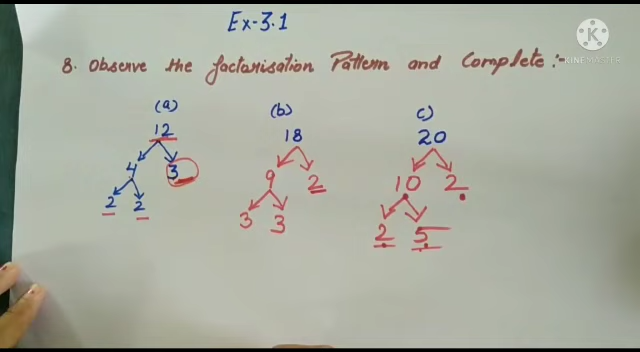 Ex-3.1
8. Observe the factorisation Pattern and Complete :-
KINEMASTER
(a) (b) c)
12 18 20
4 3 9 2 10 2
2 2 3 3 2 5